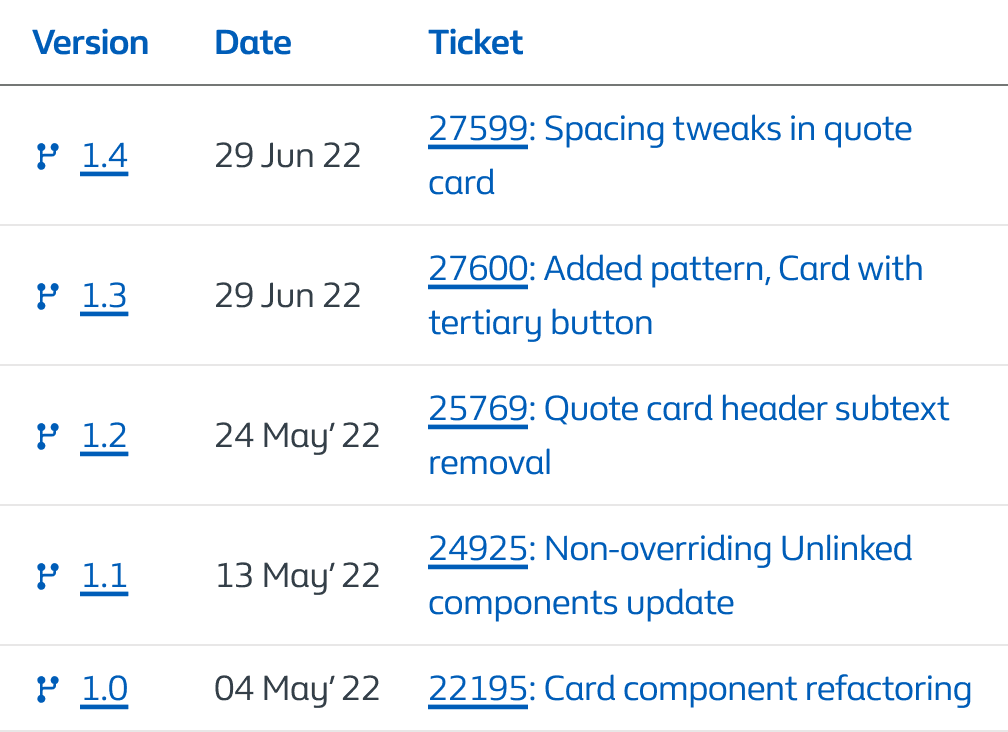 Version Date Ticket
1.4 29 Jun 22 27599: Spacing tweaks in quote
card
1.3 29 Jun 22 27600: Added pattern, Card with
tertiary button
1.2 24 May’ 22 25769: Quote card header subtext
removal
1.1 13 May’ 22 24925: Non-overriding Unlinked
components update
1.0 04 May’ 22 22195: Card component refactoring